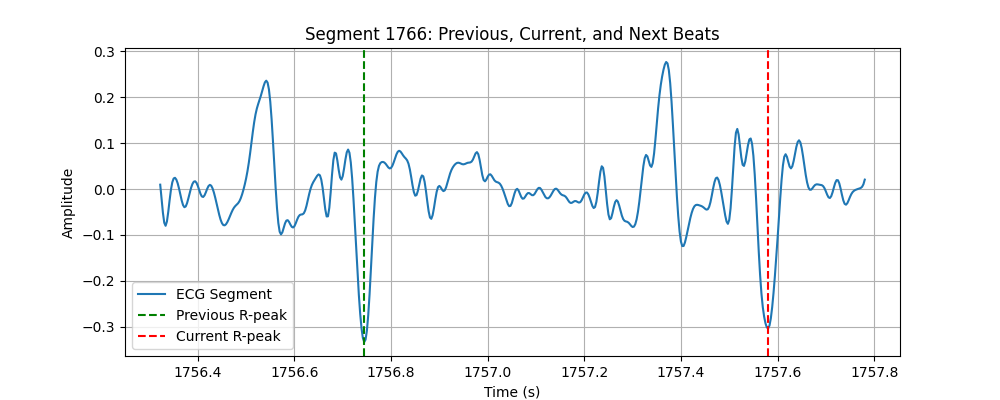 Segment 1766: Previous, Current, and Next Beats
Amplitude
0.3
0.2
0.1
0.0
−0.1
−0.2
−0.3
ECG Segment
Previous R-peak
Current R-peak
1756.4 1756.6 1756.8 1757.0 1757.2 1757.4 1757.6 1757.8
Time (s)